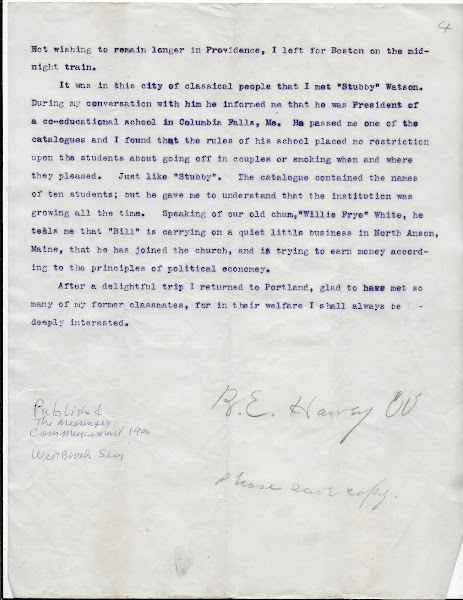 4
Not wishing to remain longer in Providence, I left for Boston on the mid-
night train.
It was in this city of classical people that I met "Stubby" Watson.
During my conversation with him he informed me that he was President of
a co-educational school in Columbia Falls, Me. He passed me one of the
catalogues and I found that the rules of his school placed no restriction
upon the students about going off in couples or smoking when and where
they pleased. Just like "Stubby". The catalogue contained the names
of ten students; but he gave me to understand that the institution was
growing all the time. Speaking of our old chum,"Willie Frye" White, he
tells me that "Bill" is carrying on a quiet little business in North Anson,
Maine, that he has joined the church, and is trying to earn money accord-
ing to the principles of political economey.
After a delightful trip I returned to Portland, glad to have met so
many of my former classmates, for in their welfare I shall always be
deeply interested.
R. E. Harvey
Published
The Messenger
Commencement
Westbrook Sem
Please save copy.